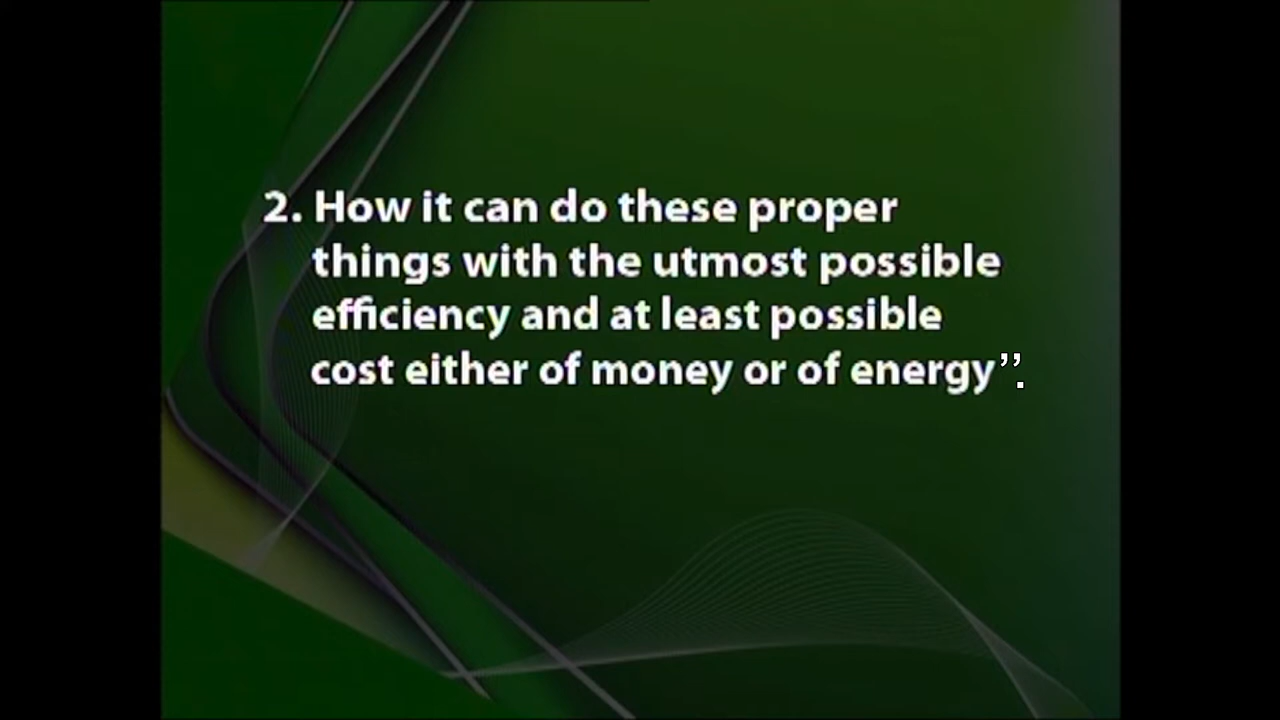 2. How it can do these proper
things with the utmost possible
efficiency and at least possible
cost either of money or of energy”.